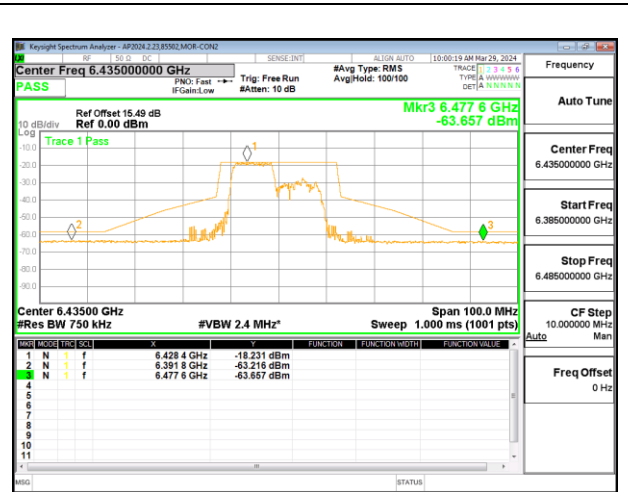 Keysight Spectrum Analyzer - AP2024.2.23,85502,MOR-CON2
RF 50 Ω DC SENSE:INT ALIGN AUTO 10:00:19 AM Mar 29, 2024
Center Freq 6.435000000 GHz
PASS
PNO: Fast
IFGain:Low
Trig: Free Run
#Atten: 10 dB
#Avg Type: RMS
Avg|Hold: 100/100
TRACE 1 2 3 4 5 6
TYPE A WWWWW
DET A N N N N N
Ref Offset 15.49 dB
10 dB/div Ref 0.00 dBm
Mkr3 6.477 6 GHz
-63.657 dBm
Log
Trace 1 Pass
-10.0
-20.0
-30.0
-40.0
-50.0
-60.0
-70.0
-80.0
-90.0
1
2
3
Center 6.43500 GHz Span 100.0 MHz
#Res BW 750 kHz #VBW 2.4 MHz* Sweep 1.000 ms (1001 pts)
MKR MODE TRC SCL X Y FUNCTION FUNCTION WIDTH FUNCTION VALUE
1 N 1 f 6.428 4 GHz -18.231 dBm
2 N 1 f 6.391 8 GHz -63.216 dBm
3 N 1 f 6.477 6 GHz -63.657 dBm
4
5
6
7
8
9
10
11
MSG STATUS
Frequency
Auto Tune
Center Freq
6.435000000 GHz
Start Freq
6.385000000 GHz
Stop Freq
6.485000000 GHz
CF Step
10.000000 MHz
Auto Man
Freq Offset
0 Hz